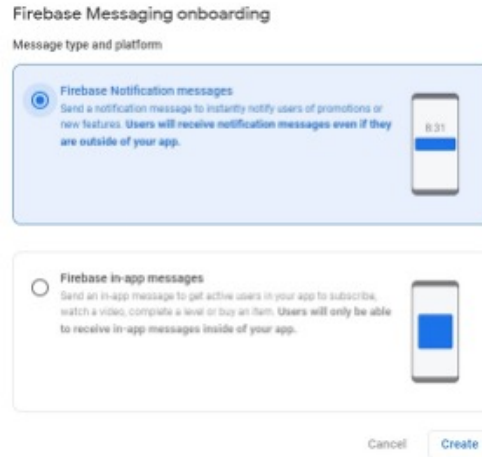 Firebase Messaging onboarding
Message type and platform
Firebase Notification messages
Send a notification message to instantly notify users of promotions or
new features. Users will receive notification messages even if they
are outside of your app.
8:31
Firebase in-app messages
Send an in-app message to get active users in your app to subscribe,
watch a video, complete a level or buy an item. Users will only be able
to receive in-app messages inside of your app.
Cancel
Create